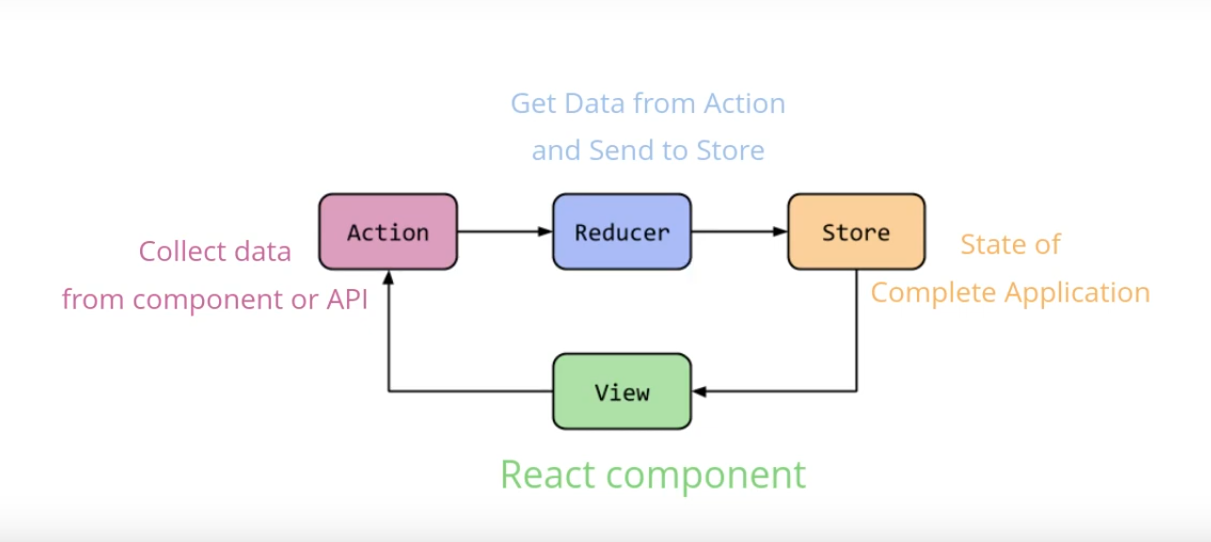 Get Data from Action
and Send to Store
Action
Reducer
Store
Collect data
from component or API
State of
Complete Application
View
React component